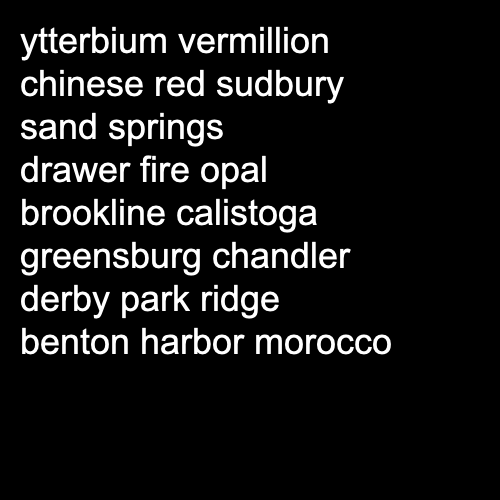 ytterbium vermillion
chinese red sudbury
sand springs
drawer fire opal
brookline calistoga
greensburg chandler
derby park ridge
benton harbor morocco